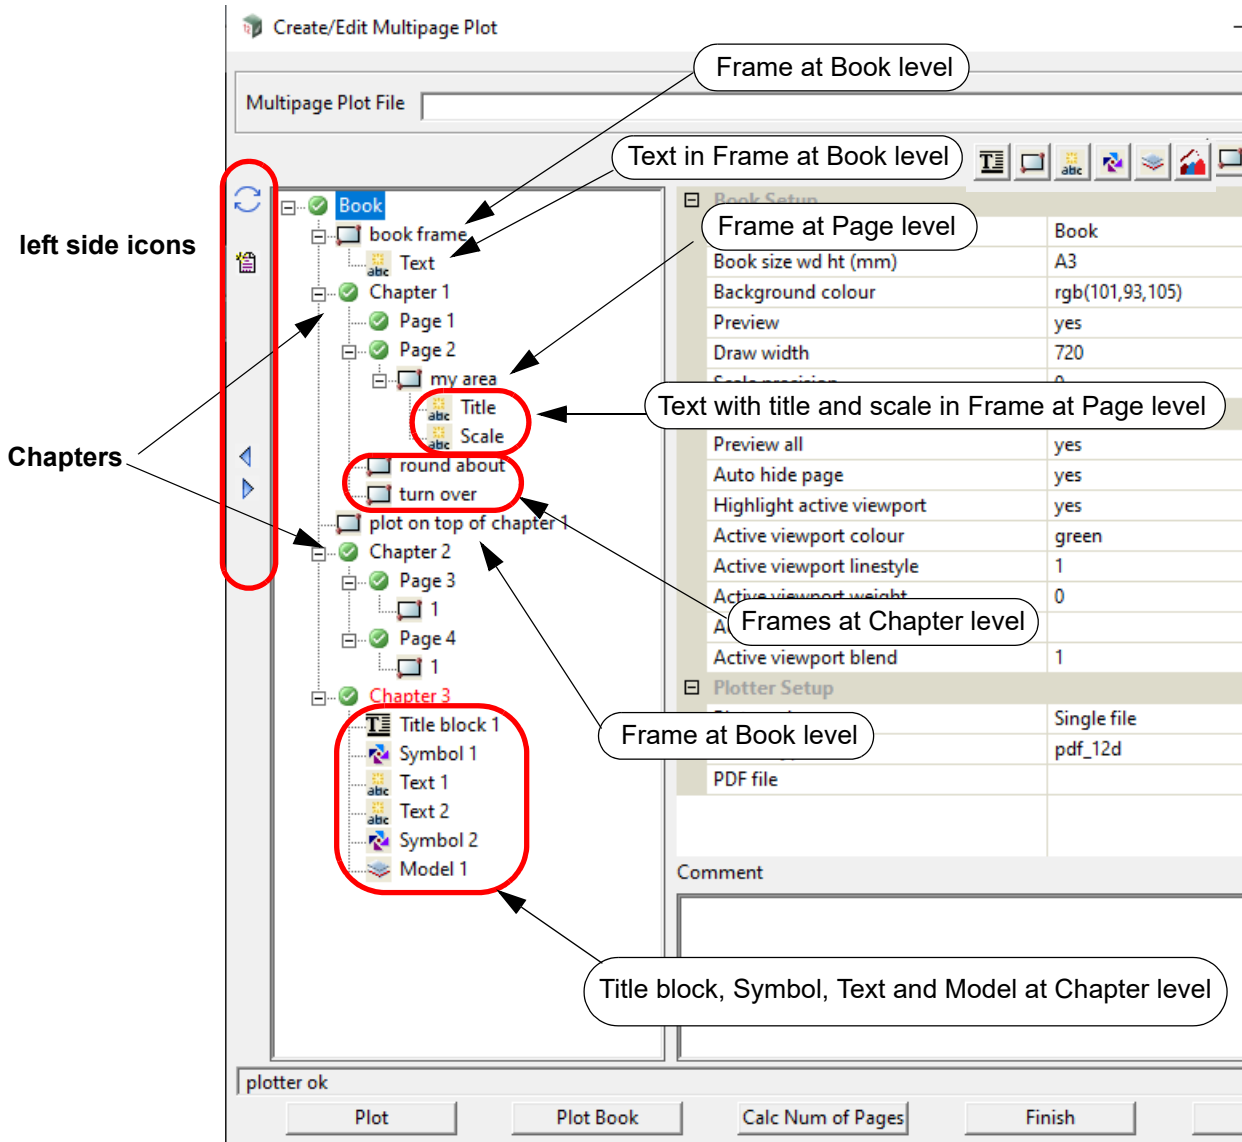 Create/Edit Multipage Plot
Frame at Book level
Multipage Plot File
Text in Frame at Book level
left side icons
Book
book frame
Text
Chapter 1
Page 1
Page 2
my area
Title
Scale
round about
turn over
plot on top of chapter 1
Chapter 2
Page 3
1
Page 4
1
Chapter 3
Title block 1
Symbol 1
Text 1
Text 2
Symbol 2
Model 1
Chapters
Book Setup
Frame at Page level
Book
Book size wd ht (mm) A3
Background colour rgb(101,93,105)
Preview yes
Draw width 720
Text with title and scale in Frame at Page level
Preview all yes
Auto hide page yes
Highlight active viewport yes
Active viewport colour green
Active viewport linestyle 1
Active viewport weight 0
Frames at Chapter level
Active viewport blend 1
Plotter Setup
Single file
Frame at Book level
pdf_12d
PDF file
Comment
Title block, Symbol, Text and Model at Chapter level
plotter ok
Plot Plot Book Calc Num of Pages Finish